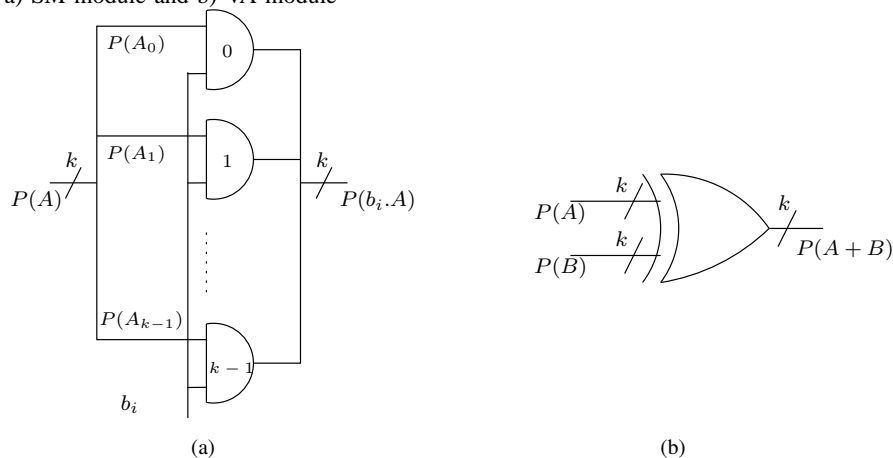 a) SM module and b) VA module
P(A_0)
0
k
P(A_1)
1
k
P(A)
P(b_i.A)
P(A_{k−1})
k − 1
b_i
(a)
k
P(A)
k
k
P(B)
P(A + B)
(b)